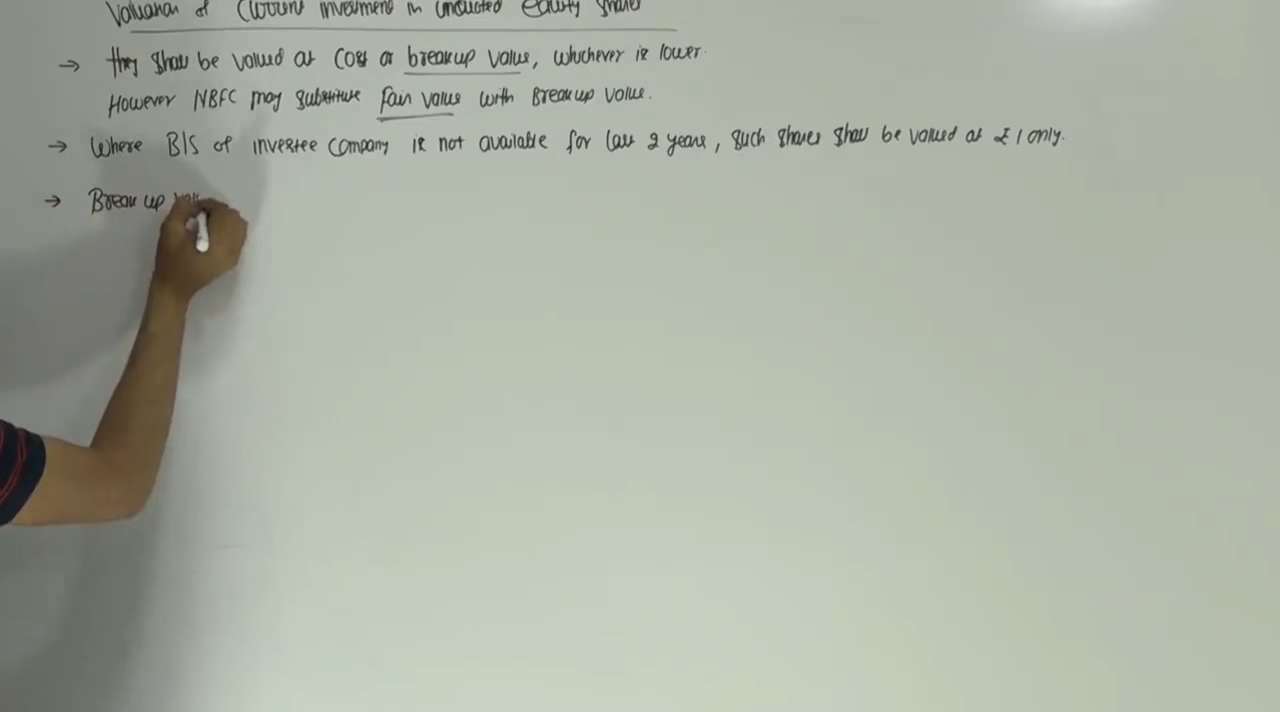 Valuation of Current investment in unquoted equity shares
→ they shall be valued at cost or breakup value, whichever is lower.
However NBFC may substitute fair value with Breakup value.
→ Where B/S of investee company is not available for last 2 years, such shares shall be valued at ₹ 1 only.
→ Break up